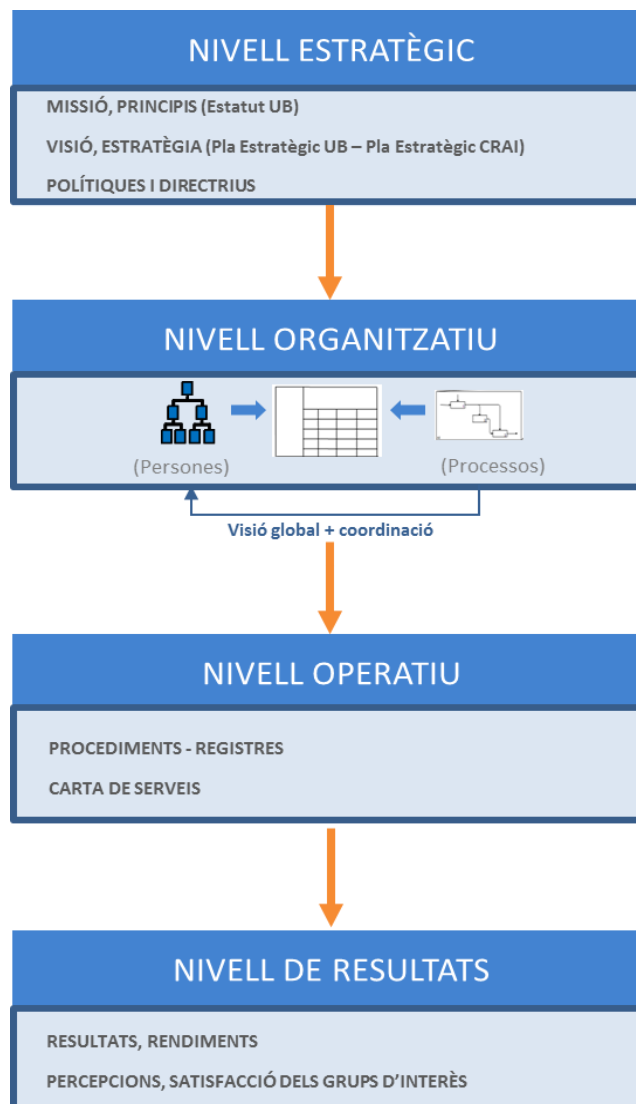 NIVELL ESTRATÈGIC
MISSIÓ, PRINCIPIS (Estatut UB)
VISIÓ, ESTRATÈGIA (Pla Estratègic UB – Pla Estratègic CRAI)
POLÍTIQUES I DIRECTRIUS
NIVELL ORGANITZATIU
(Persones)
(Processos)
Visió global + coordinació
NIVELL OPERATIU
PROCEDIMENTS - REGISTRES
CARTA DE SERVEIS
NIVELL DE RESULTATS
RESULTATS, RENDIMENTS
PERCEPCIONS, SATISFACCIÓ DELS GRUPS D'INTERÈS